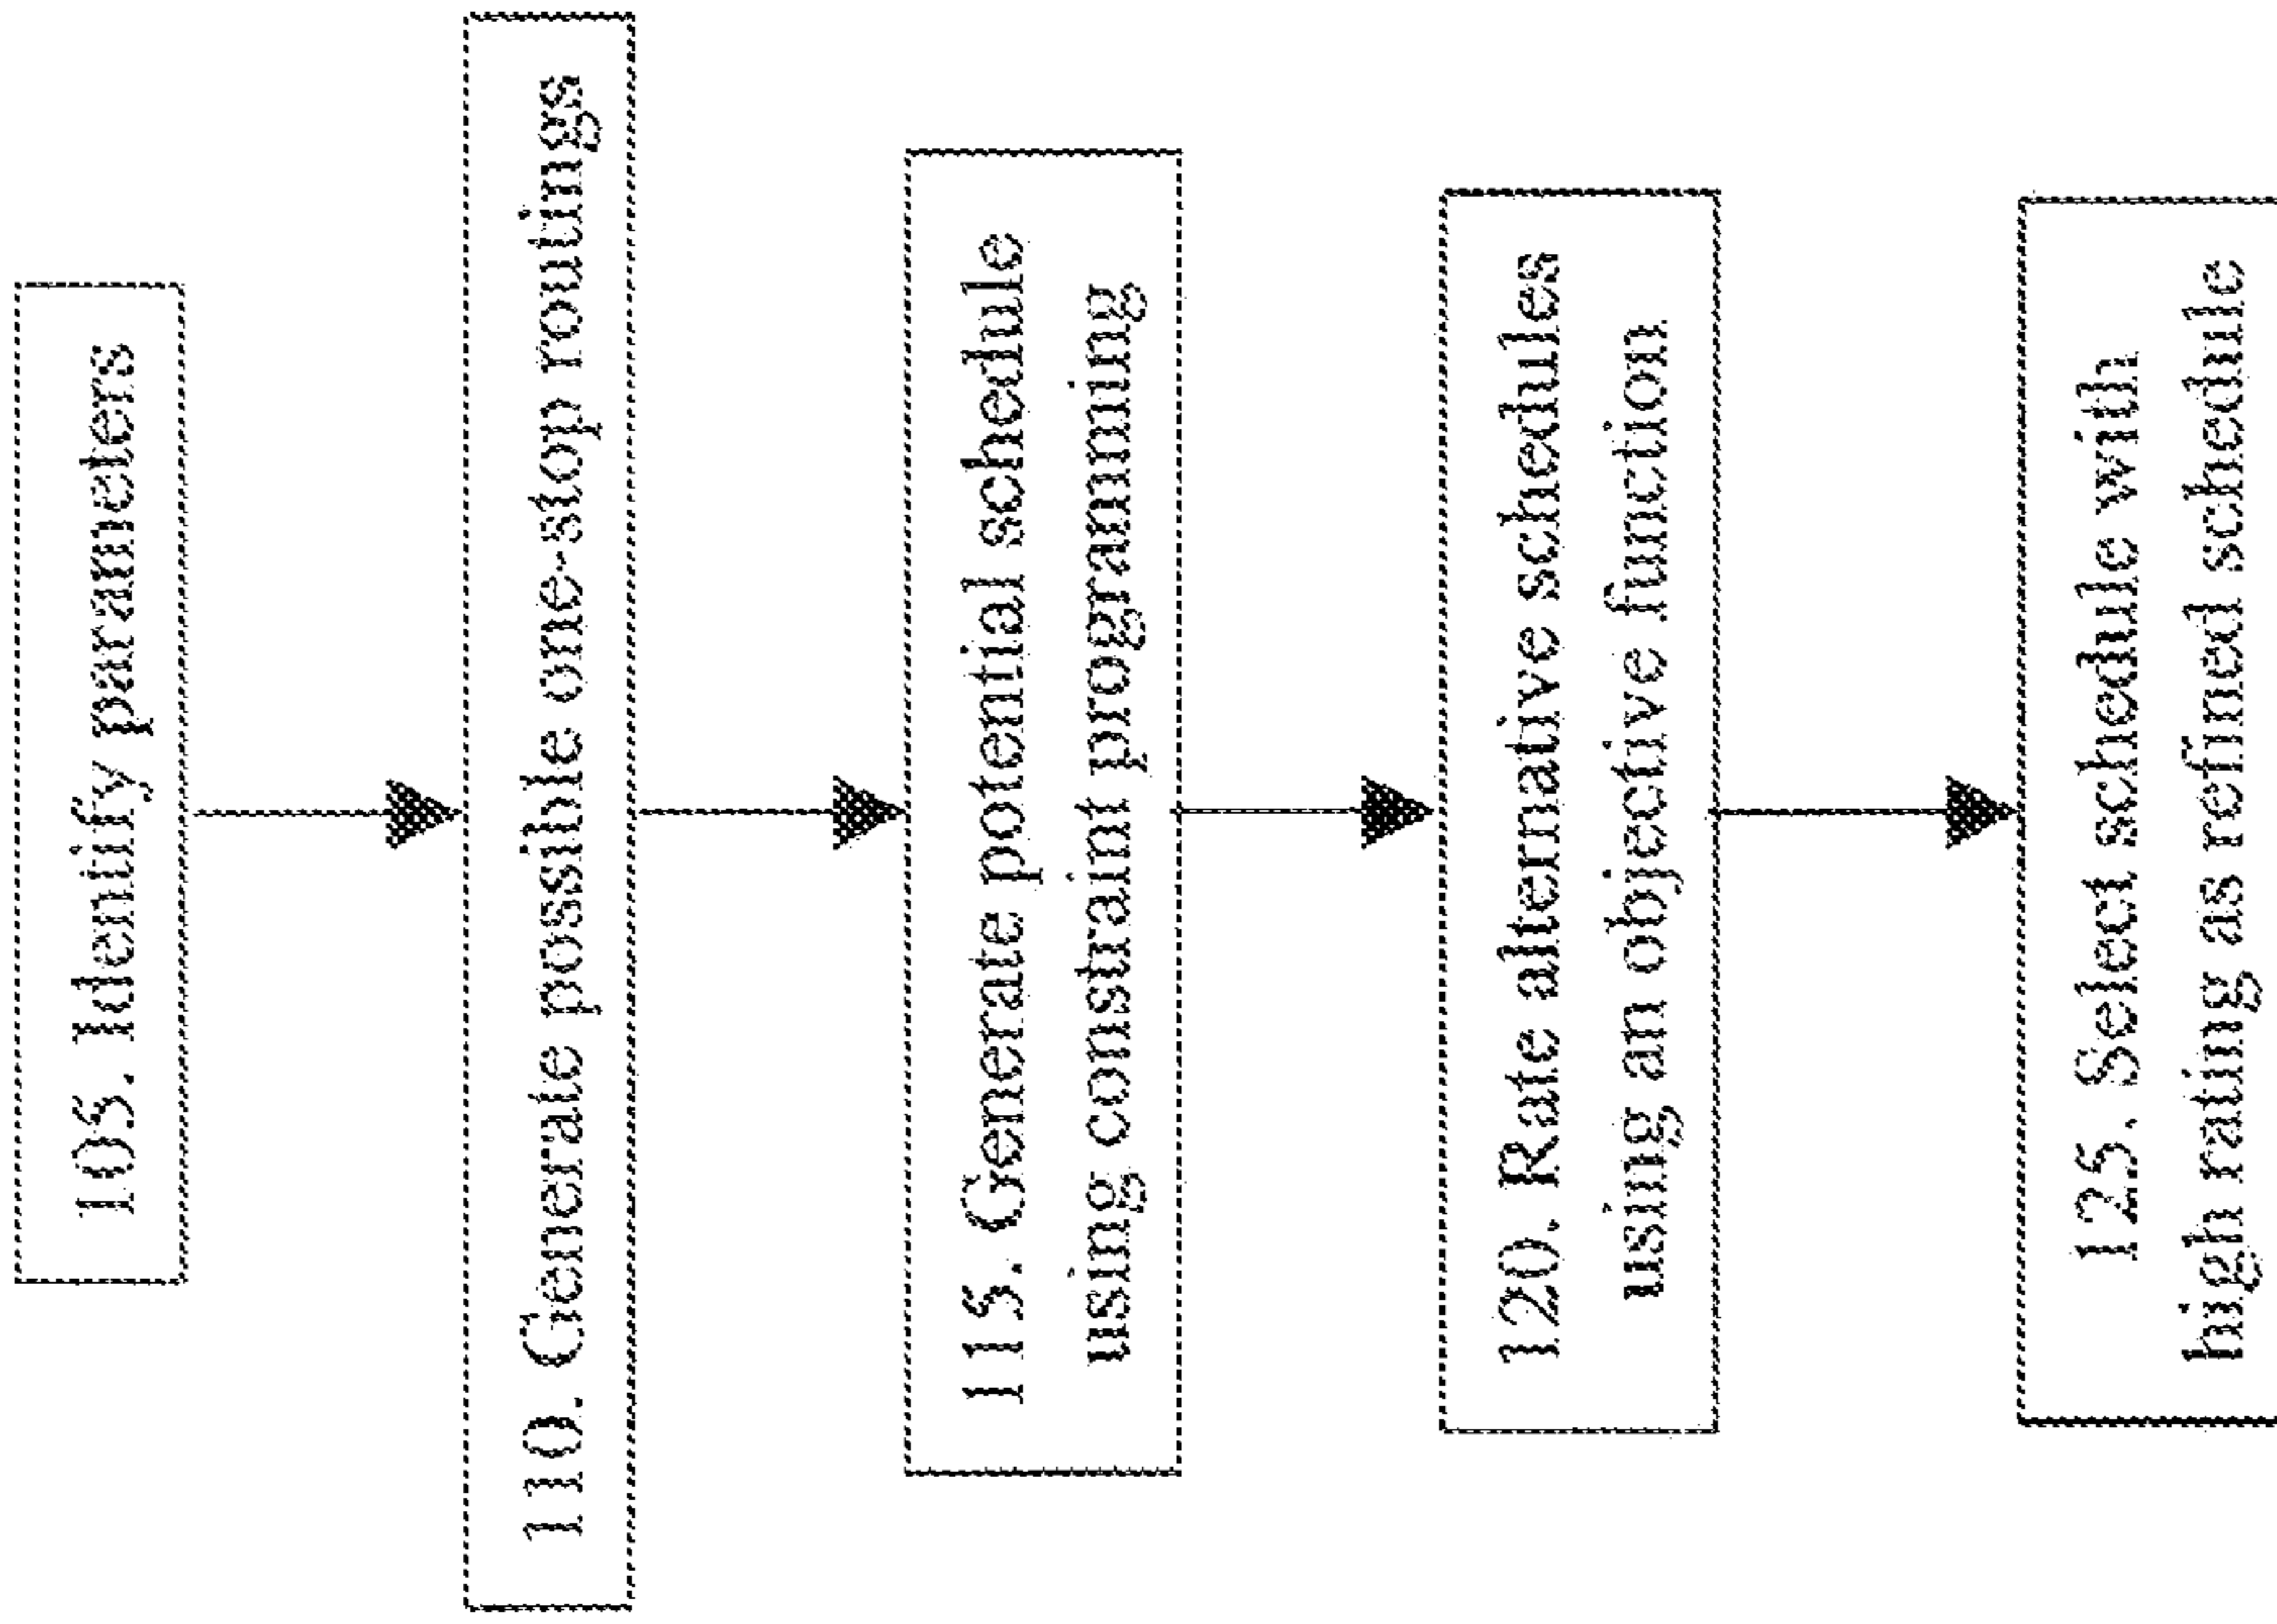 105. Identify parameters
110. Generate possible one-stop routings
115. Generate potential schedule
using constraint programming
120. Rate alternative schedules
using an objective function
125. Select schedule with
high rating as refined schedule